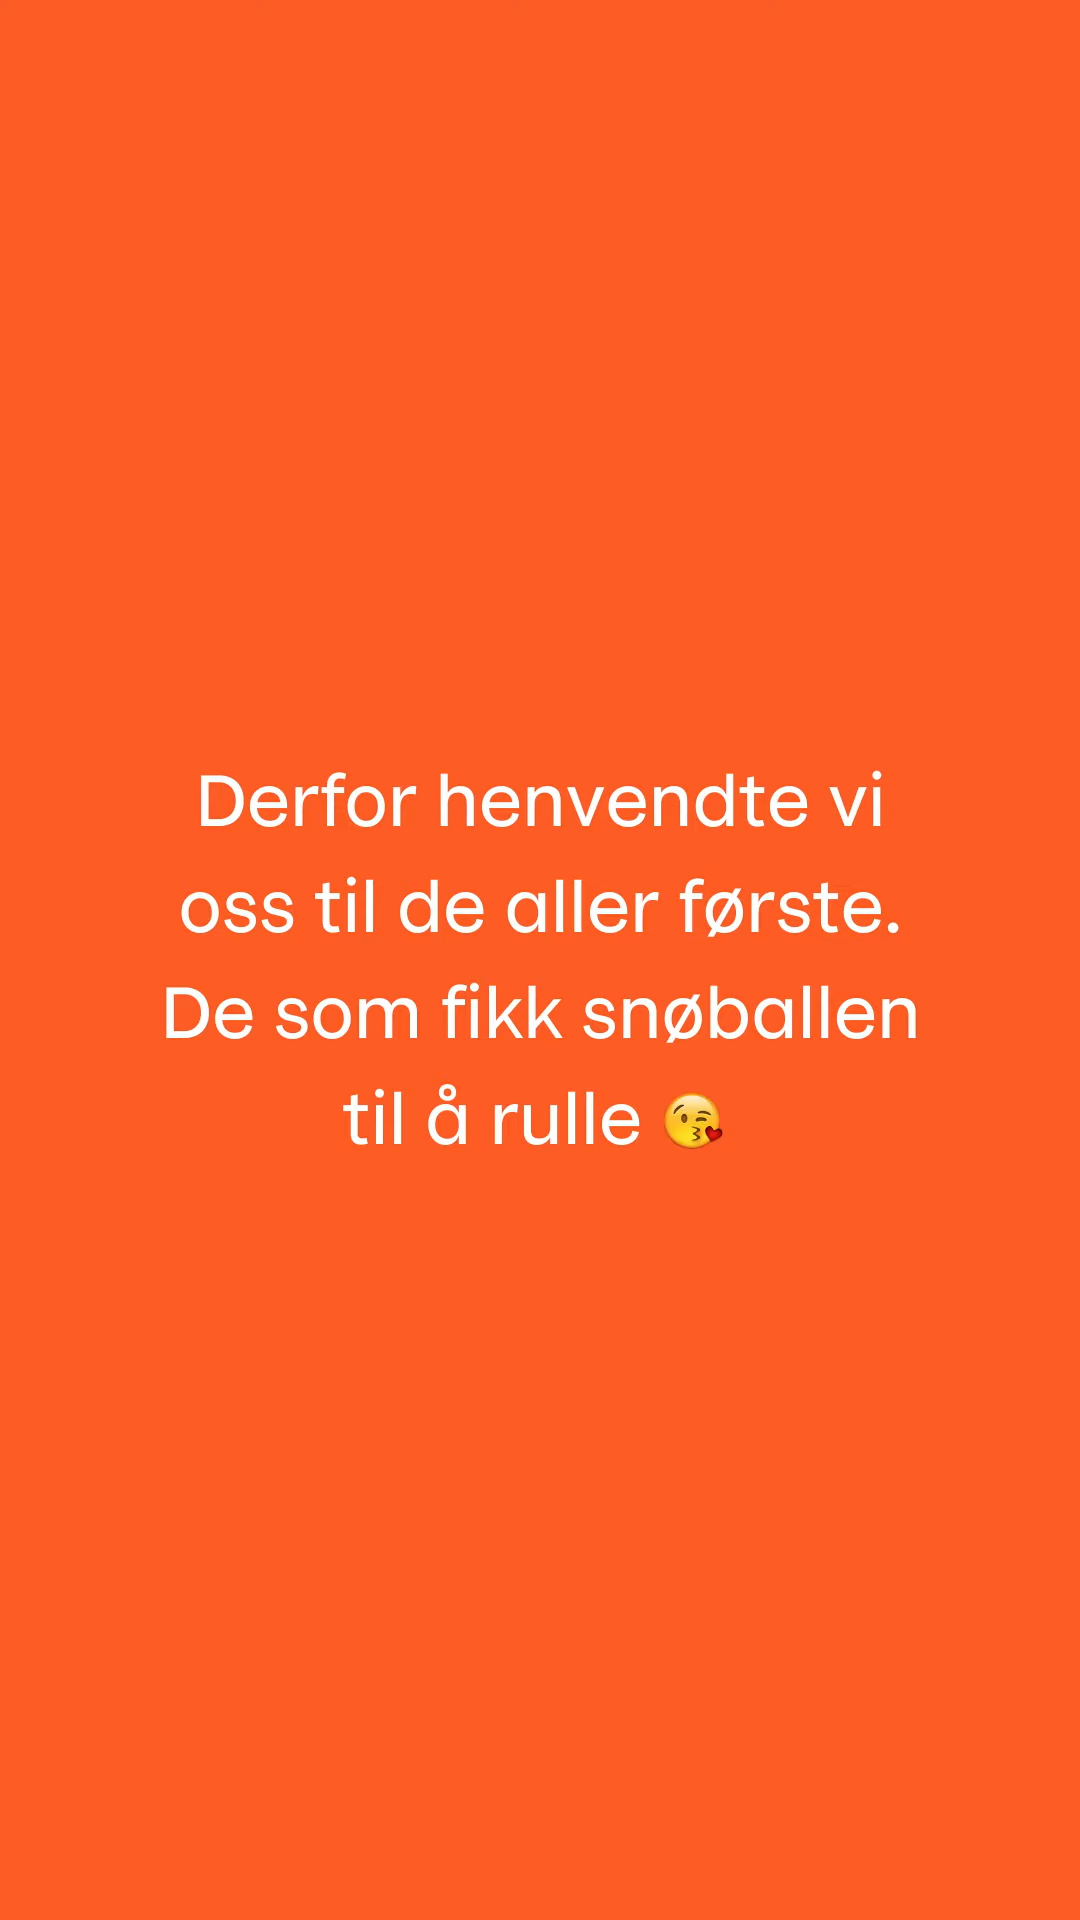 Derfor henvendte vi
oss til de aller første.
De som fikk snøballen
til å rulle 😘